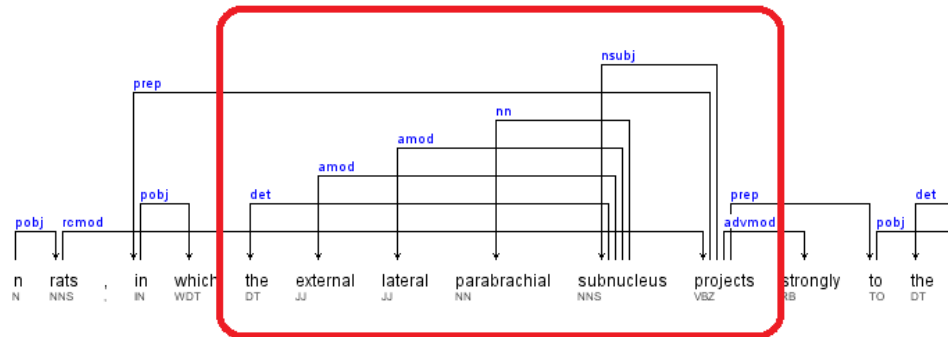 nsubj
prep
nn
amod
amod
det pobj prep det
pobj rcmod advmod pobj
n rats , in which the external lateral parabrachial subnucleus projects strongly to the
N NNS , IN WDT DT JJ JJ NN NNS VBZ RB TO DT